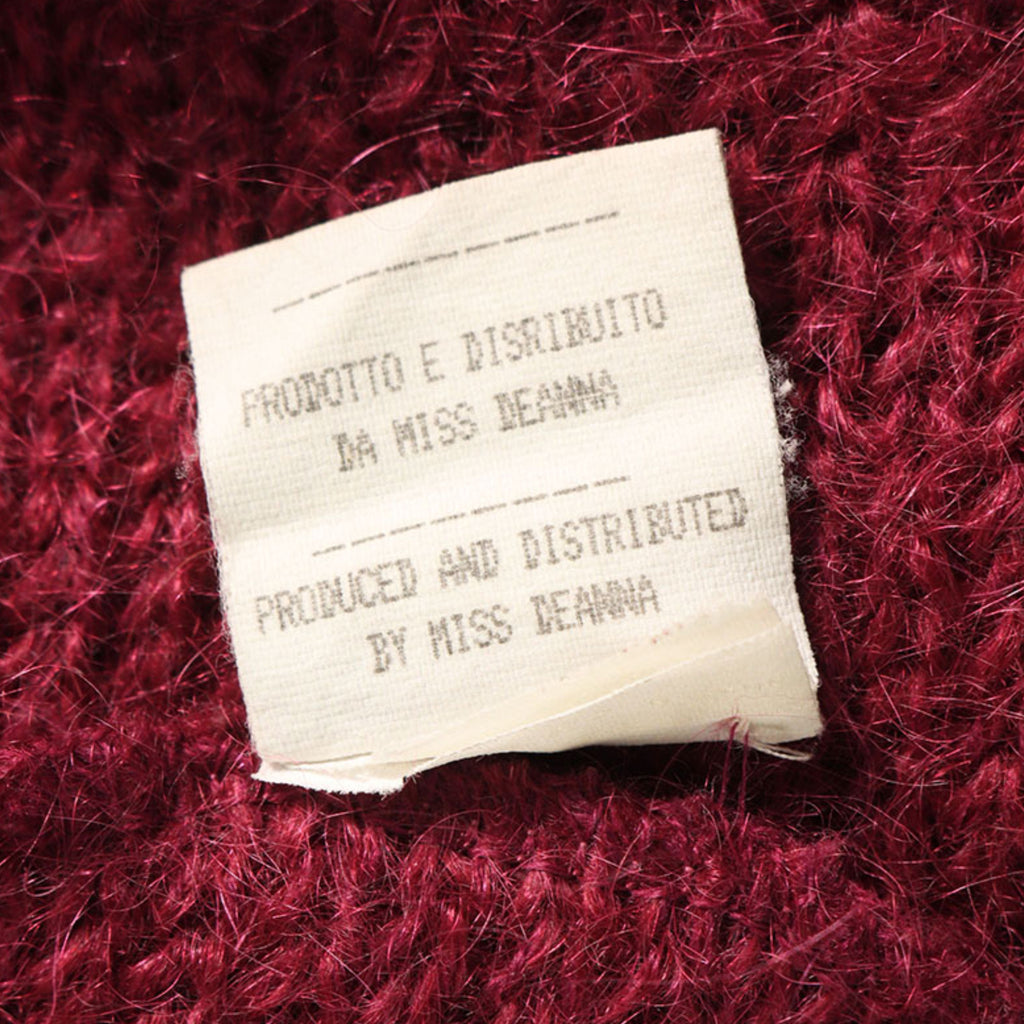 PRODOTTO E DISRIBUITO
DA MISS DEANNA
PRODUCED AND DISTRIBUTED
BY MISS DEANNA